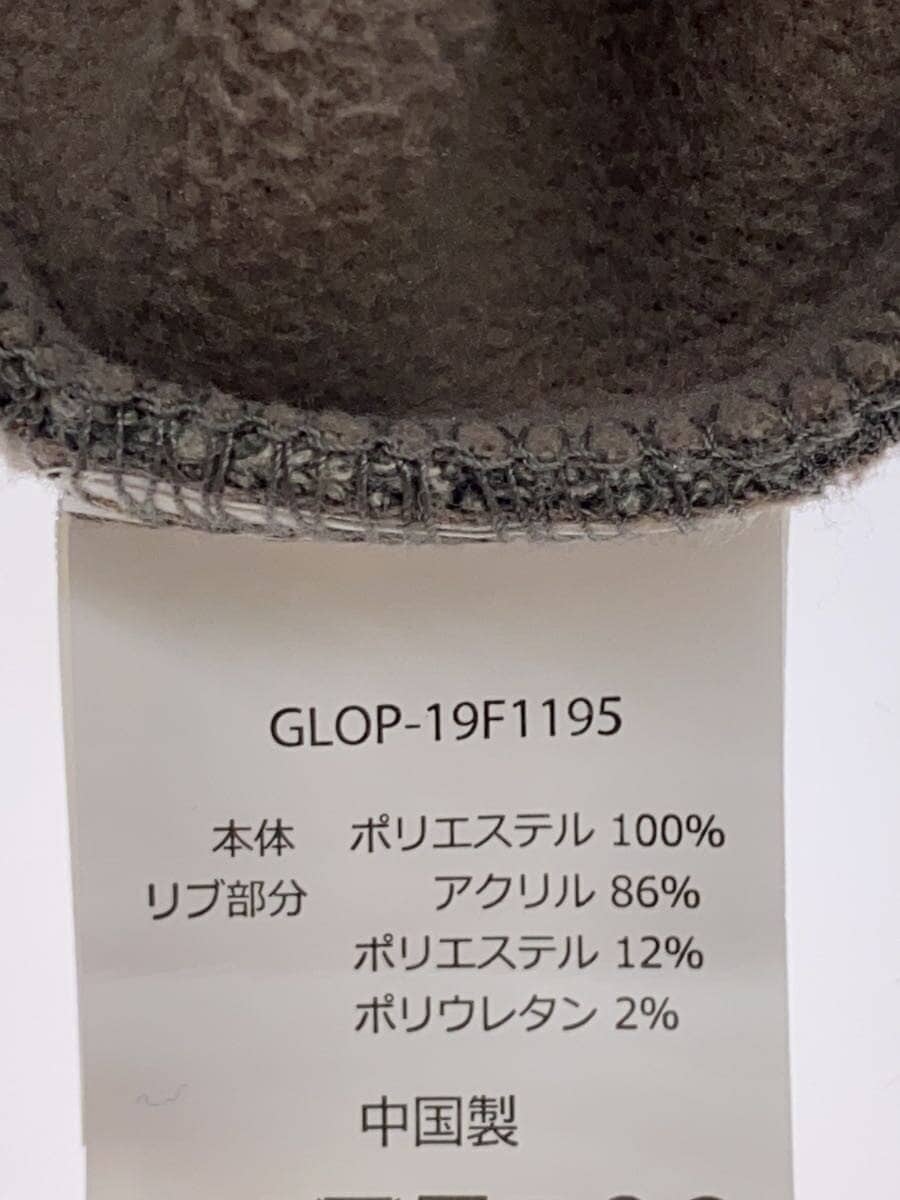 GLOP-19F1195
本体 ポリエステル 100%
リブ部分 アクリル 86%
ポリエステル 12%
ポリウレタン 2%
中国製